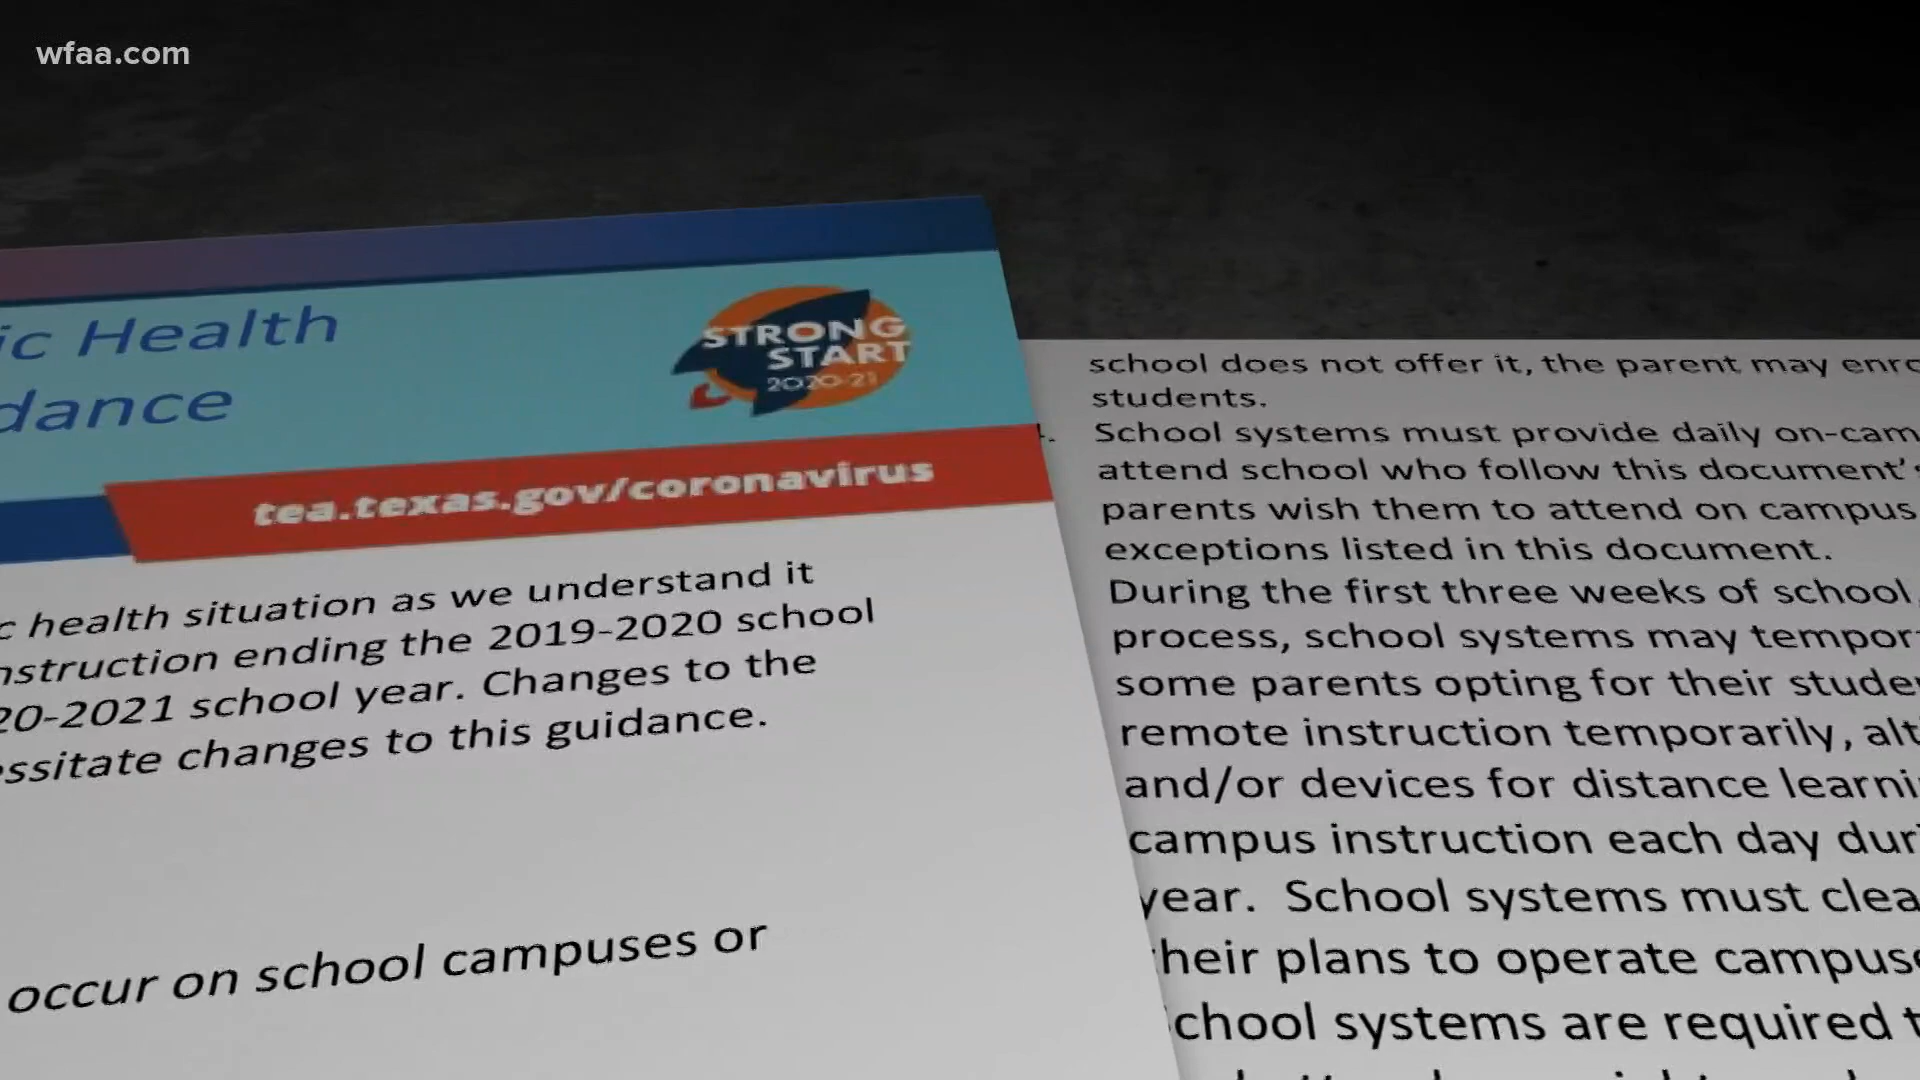 wfaa.com
ic Health
dance
STRONG
START
2020-21
tea.texas.gov/coronavirus
c health situation as we understand it
nstruction ending the 2019-2020 school
20-2021 school year. Changes to the
essitate changes to this guidance.
occur on school campuses or
school does not offer it, the parent may enro
students.
School systems must provide daily on-cam
attend school who follow this document's
parents wish them to attend on campus
exceptions listed in this document.
During the first three weeks of school,
process, school systems may tempor
some parents opting for their studen
remote instruction temporarily, alt
and/or devices for distance learni
campus instruction each day duri
year. School systems must clea
their plans to operate campuse
School systems are required t